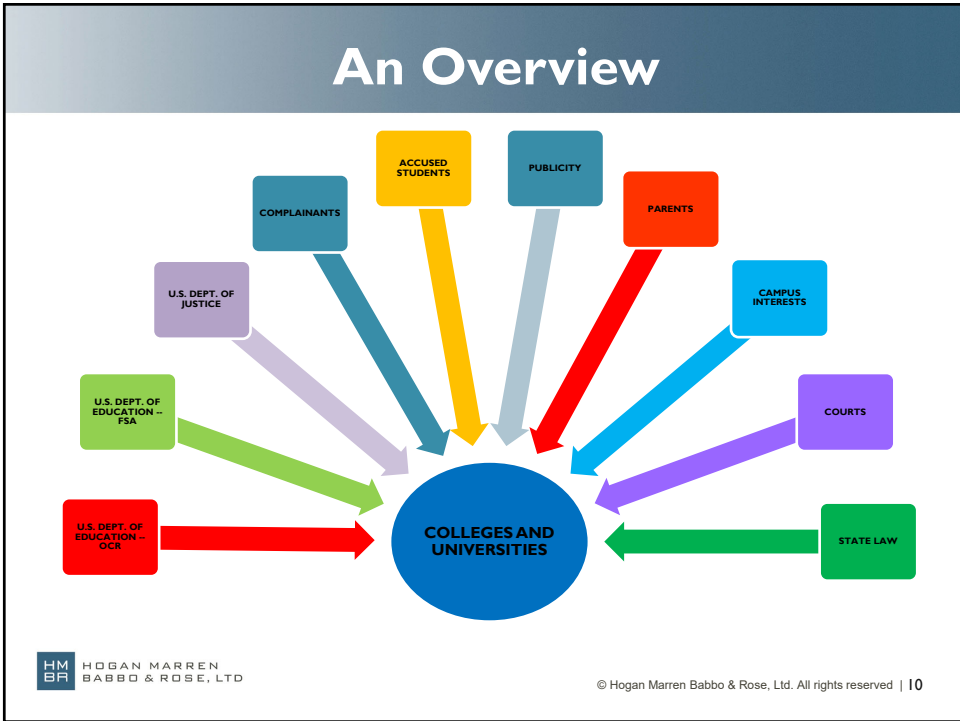 An Overview
ACCUSED
STUDENTS
PUBLICITY
COMPLAINANTS
PARENTS
U.S. DEPT. OF
JUSTICE
CAMPUS
INTERESTS
U.S. DEPT. OF
EDUCATION --
FSA
COURTS
U.S. DEPT. OF
EDUCATION --
OCR
COLLEGES AND
UNIVERSITIES
STATE LAW
HM
BR
HOGAN MARREN
BABBO & ROSE, LTD
© Hogan Marren Babbo & Rose, Ltd. All rights reserved | 10